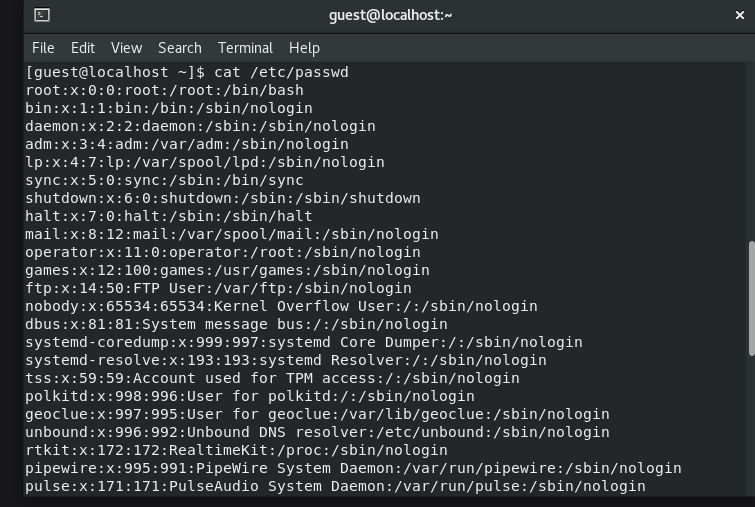 guest@localhost:~
File Edit View Search Terminal Help
[guest@localhost ~]$ cat /etc/passwd
root:x:0:0:root:/root:/bin/bash
bin:x:1:1:bin:/bin:/sbin/nologin
daemon:x:2:2:daemon:/sbin:/sbin/nologin
adm:x:3:4:adm:/var/adm:/sbin/nologin
lp:x:4:7:lp:/var/spool/lpd:/sbin/nologin
sync:x:5:0:sync:/sbin:/bin/sync
shutdown:x:6:0:shutdown:/sbin:/sbin/shutdown
halt:x:7:0:halt:/sbin:/sbin/halt
mail:x:8:12:mail:/var/spool/mail:/sbin/nologin
operator:x:11:0:operator:/root:/sbin/nologin
games:x:12:100:games:/usr/games:/sbin/nologin
ftp:x:14:50:FTP User:/var/ftp:/sbin/nologin
nobody:x:65534:65534:Kernel Overflow User:/:/sbin/nologin
dbus:x:81:81:System message bus:/:/sbin/nologin
systemd-coredump:x:999:997:systemd Core Dumper:/:/sbin/nologin
systemd-resolve:x:193:193:systemd Resolver:/:/sbin/nologin
tss:x:59:59:Account used for TPM access:/:/sbin/nologin
polkitd:x:998:996:User for polkitd:/:/sbin/nologin
geoclue:x:997:995:User for geoclue:/var/lib/geoclue:/sbin/nologin
unbound:x:996:992:Unbound DNS resolver:/etc/unbound:/sbin/nologin
rtkit:x:172:172:RealtimeKit:/proc:/sbin/nologin
pipewire:x:995:991:PipeWire System Daemon:/var/run/pipewire:/sbin/nologin
pulse:x:171:171:PulseAudio System Daemon:/var/run/pulse:/sbin/nologin